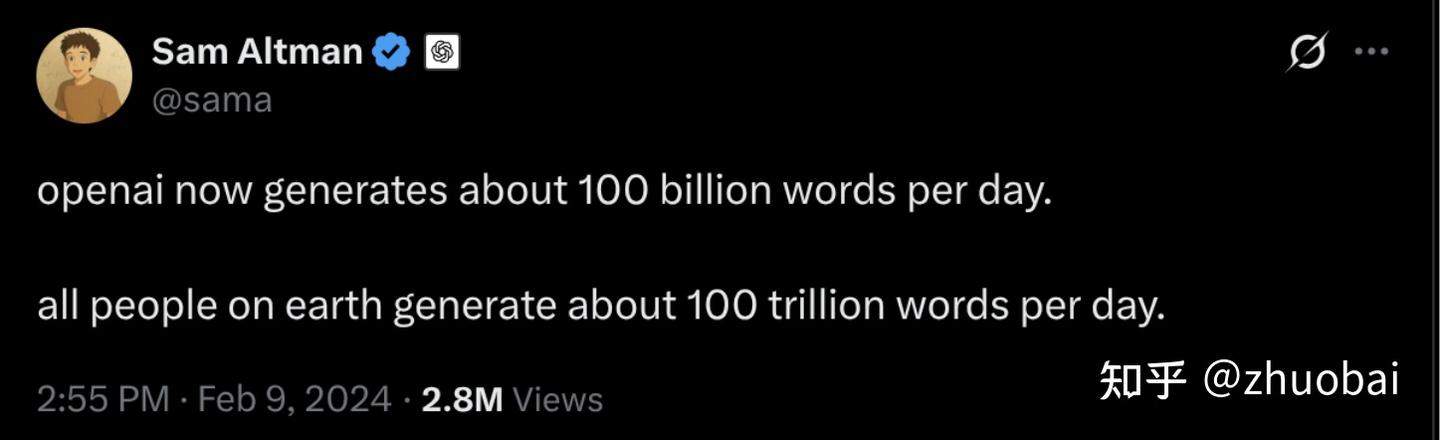 Sam Altman
@sama
openai now generates about 100 billion words per day.
all people on earth generate about 100 trillion words per day.
2:55 PM · Feb 9, 2024 · 2.8M Views
知乎 @zhuobai